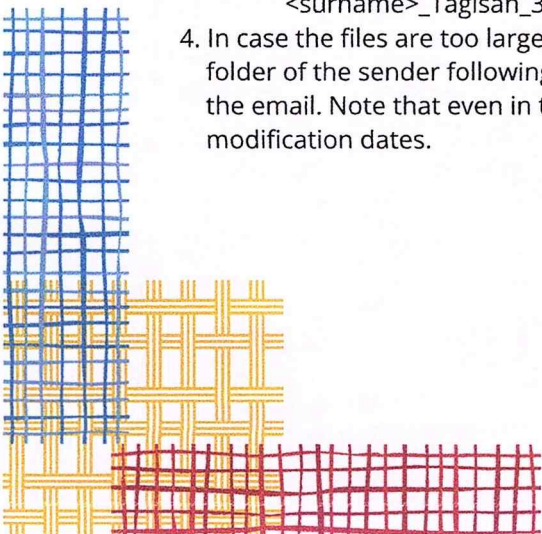 <surname>_Tagisan_3
4. In case the files are too large
folder of the sender following
the email. Note that even in t
modification dates.